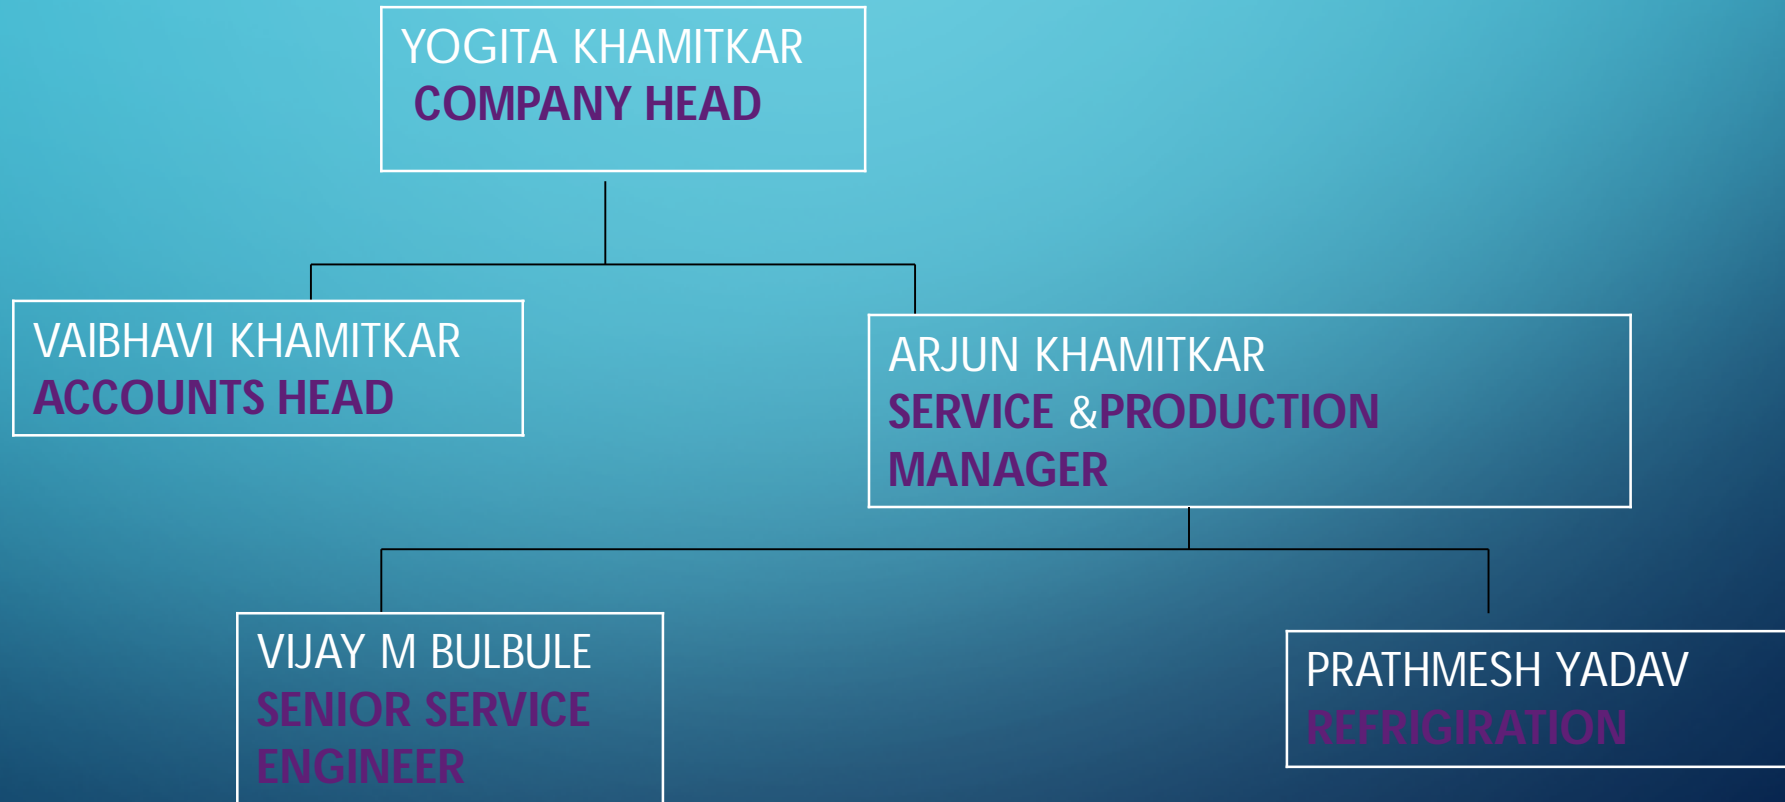 YOGITA KHAMITKAR
COMPANY HEAD
VAIBHAVI KHAMITKAR
ACCOUNTS HEAD
ARJUN KHAMITKAR
SERVICE &PRODUCTION
MANAGER
VIJAY M BULBULE
SENIOR SERVICE
ENGINEER
PRATHMESH YADAV
REFRIGIRATION